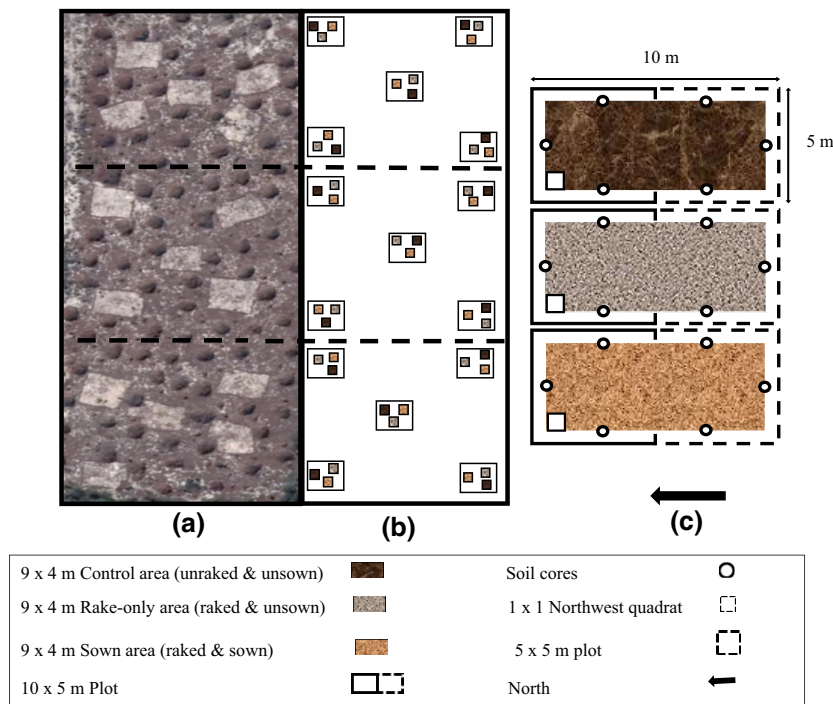 10 m
5 m
(a)
(b)
(c)
9 x 4 m Control area (unraked & unsown)
Soil cores
9 x 4 m Rake-only area (raked & unsown)
1 x 1 Northwest quadrat
9 x 4 m Sown area (raked & sown)
5 x 5 m plot
10 x 5 m Plot
North